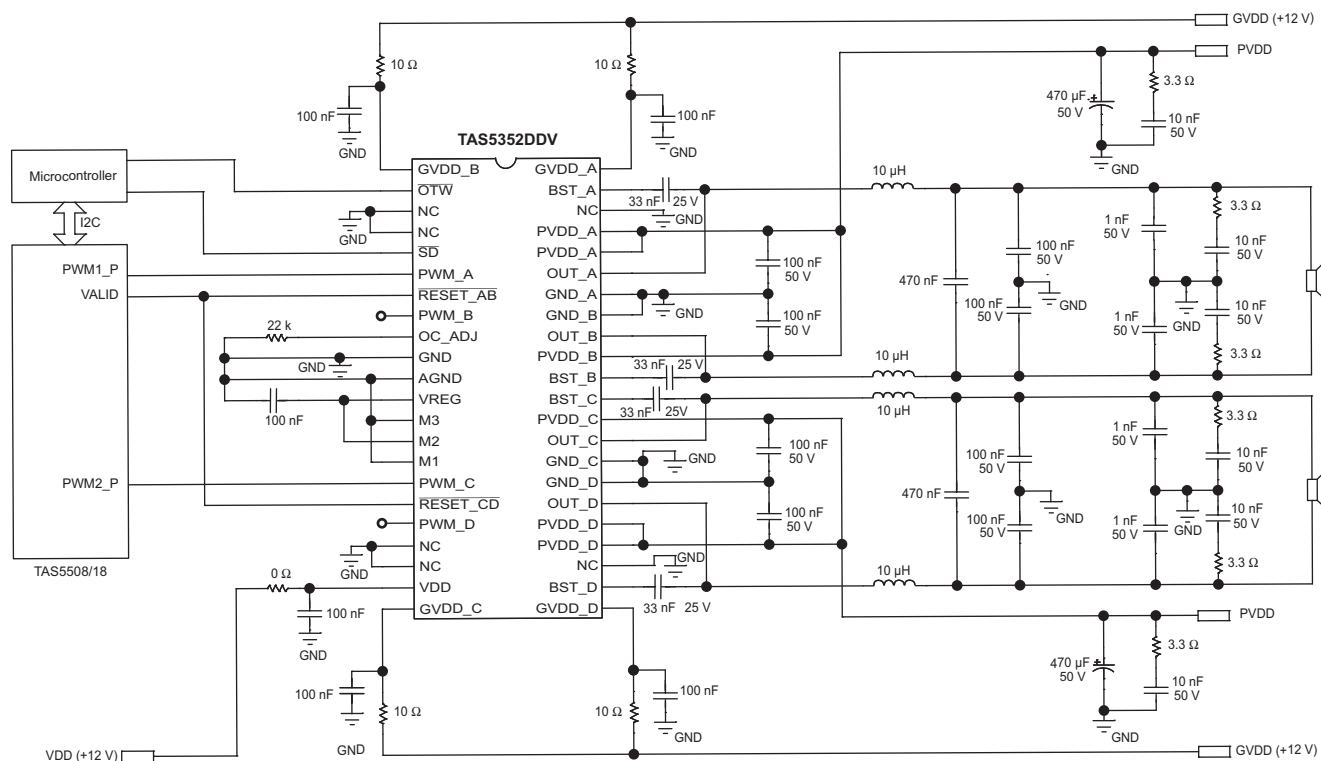 GVDD (+12 V)
PVDD
10 Ω
10 Ω
3.3 Ω
470 µF
50 V
10 nF
50 V
100 nF
100 nF
GND
GND
GND
TAS5352DDV
Microcontroller
I2C
GVDD_B
OTW
NC
NC
SD
PWM_A
RESET_AB
PWM_B
OC_ADJ
GND
AGND
VREG
M3
M2
M1
PWM_C
RESET_CD
PWM_D
NC
NC
VDD
GVDD_C
GVDD_A
BST_A
NC
PVDD_A
PVDD_A
OUT_A
GND_A
GND_B
OUT_B
PVDD_B
BST_B
BST_C
PVDD_C
OUT_C
GND_C
GND_D
OUT_D
PVDD_D
PVDD_D
NC
BST_D
GVDD_D
PWM1_P
VALID
PWM2_P
TAS5508/18
GND
22 k
GND
100 nF
GND
0 Ω
100 nF
GND
33 nF 25 V
GND
100 nF
50 V
GND
100 nF
50 V
33 nF 25 V
33 nF 25V
100 nF
50 V
GND
100 nF
50 V
GND
33 nF 25 V
10 µH
470 nF
100 nF
50 V
GND
100 nF
50 V
1 nF
50 V
GND
1 nF
50 V
3.3 Ω
10 nF
50 V
10 nF
50 V
3.3 Ω
10 µH
10 µH
470 nF
100 nF
50 V
GND
100 nF
50 V
1 nF
50 V
GND
1 nF
50 V
3.3 Ω
10 nF
50 V
10 nF
50 V
3.3 Ω
10 µH
PVDD
3.3 Ω
470 µF
50 V
10 nF
50 V
GND
100 nF
100 nF
10 Ω
10 Ω
GND
GND
VDD (+12 V)
GVDD (+12 V)